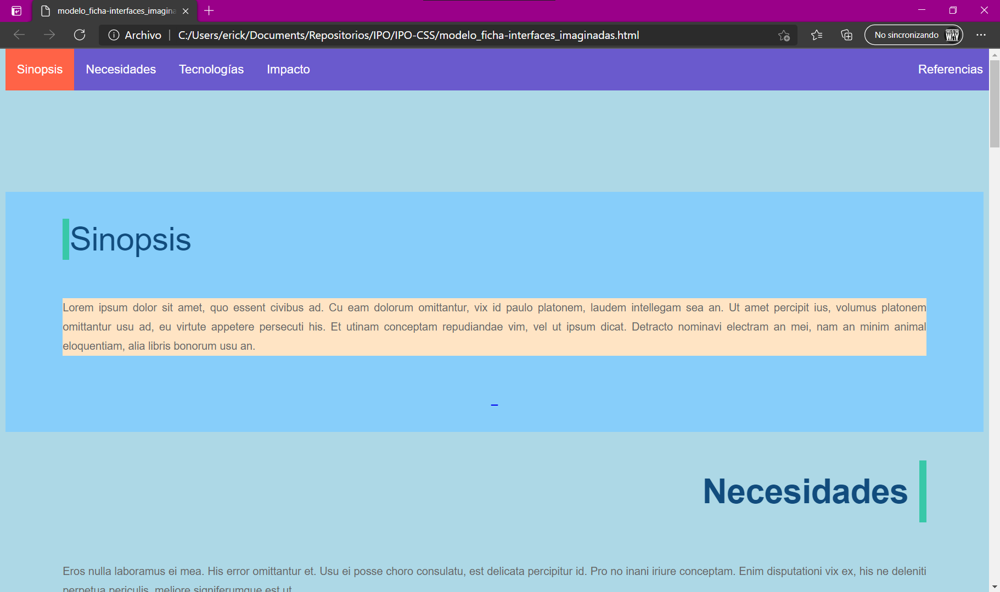 modelo_ficha-interfaces_imagina
Archivo | C:/Users/erick/Documents/Repositorios/IPO/IPO-CSS/modelo_ficha-interfaces_imaginadas.html
No sincronizando
THIS IS THE
WAY
Sinopsis Necesidades Tecnologías Impacto Referencias
Sinopsis
Lorem ipsum dolor sit amet, quo essent civibus ad. Cu eam dolorum omittantur, vix id paulo platonem, laudem intellegam sea an. Ut amet percipit ius, volumus platonem
omittantur usu ad, eu virtute appetere persecuti his. Et utinam conceptam repudiandae vim, vel ut ipsum dicat. Detracto nominavi electram an mei, nam an minim animal
eloquentiam, alia libris bonorum usu an.
Necesidades
Eros nulla laboramus ei mea. His error omittantur et. Usu ei posse choro consulatu, est delicata percipitur id. Pro no inani iriure conceptam. Enim disputationi vix ex, his ne deleniti
perpetua periculis, meliore signiferumque est ut.